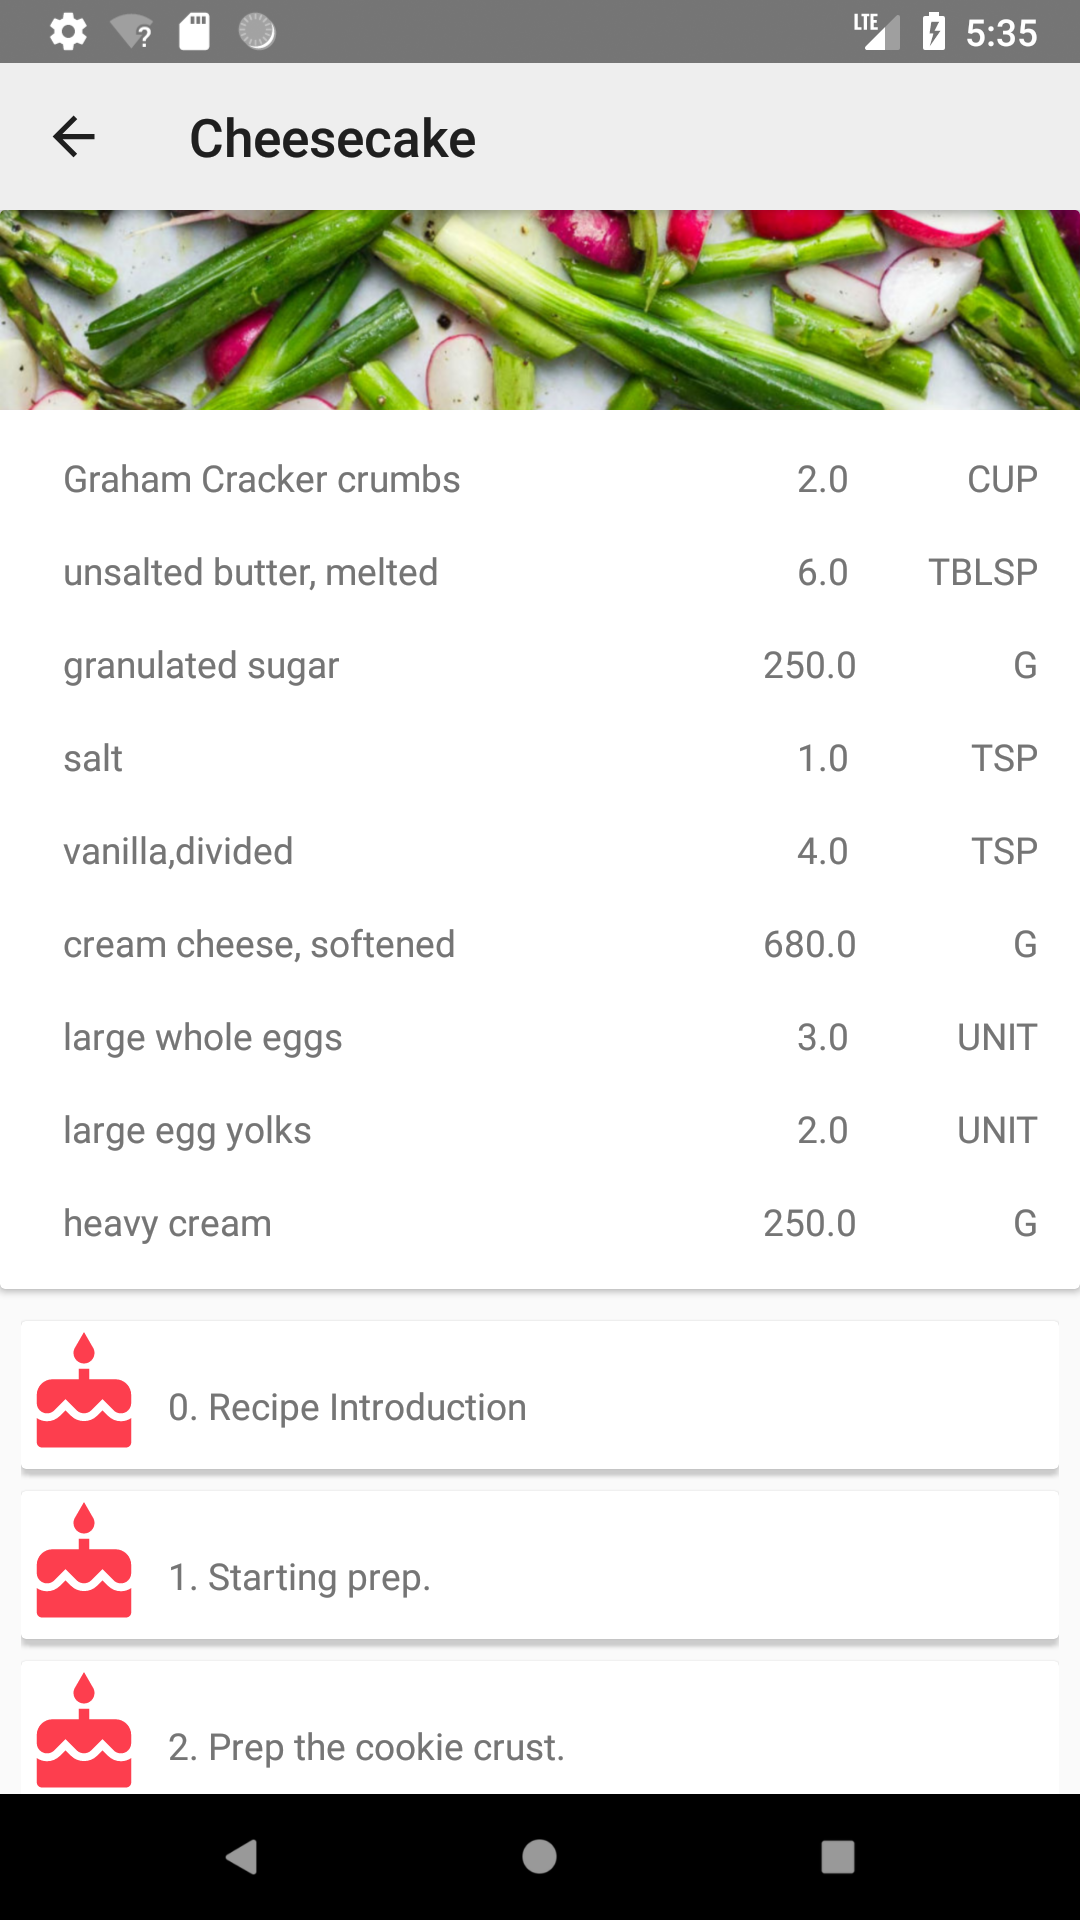 LTE 5:35
Cheesecake
Graham Cracker crumbs 2.0 CUP
unsalted butter, melted 6.0 TBLSP
granulated sugar 250.0 G
salt 1.0 TSP
vanilla,divided 4.0 TSP
cream cheese, softened 680.0 G
large whole eggs 3.0 UNIT
large egg yolks 2.0 UNIT
heavy cream 250.0 G
0. Recipe Introduction
1. Starting prep.
2. Prep the cookie crust.